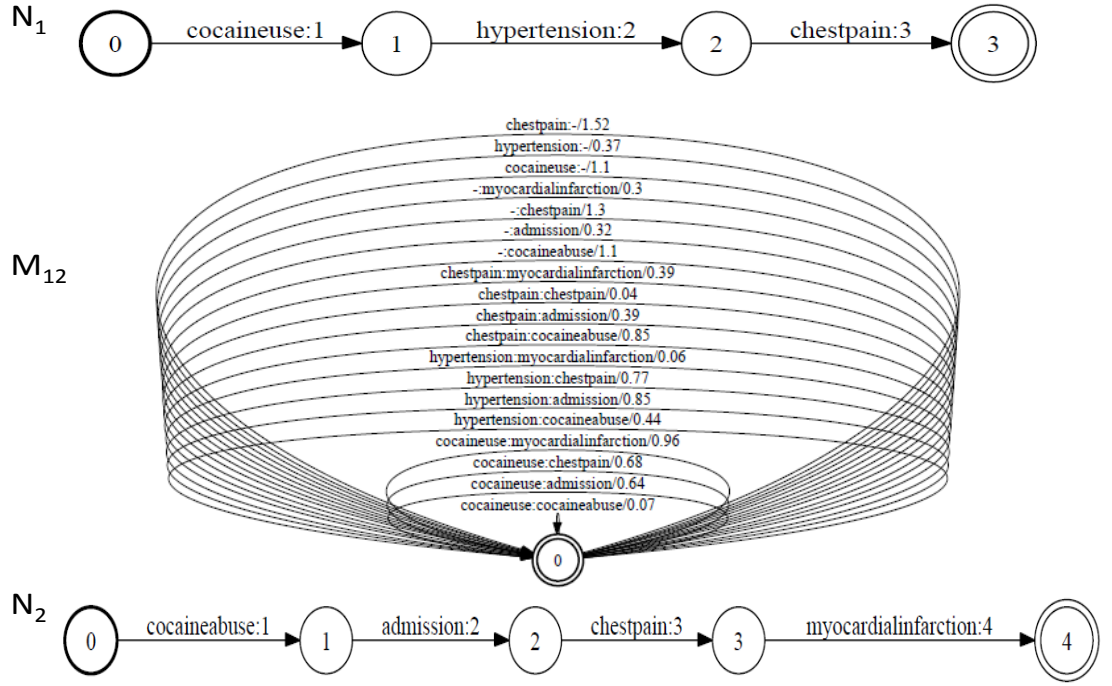 N1
cocaineuse:1 hypertension:2 chestpain:3
0 1 2 3
chestpain:-/1.52
hypertension:-/0.37
cocaineuse:-/1.1
-:myocardialinfarction/0.3
-:chestpain/1.3
-:admission/0.32
-:cocaineabuse/1.1
M12
chestpain:myocardialinfarction/0.39
chestpain:chestpain/0.04
chestpain:admission/0.39
chestpain:cocaineabuse/0.85
hypertension:myocardialinfarction/0.06
hypertension:chestpain/0.77
hypertension:admission/0.85
hypertension:cocaineabuse/0.44
cocaineuse:myocardialinfarction/0.96
cocaineuse:chestpain/0.68
cocaineuse:admission/0.64
cocaineuse:cocaineabuse/0.07
0
N2
cocaineabuse:1 admission:2 chestpain:3 myocardialinfarction:4
0 1 2 3 4